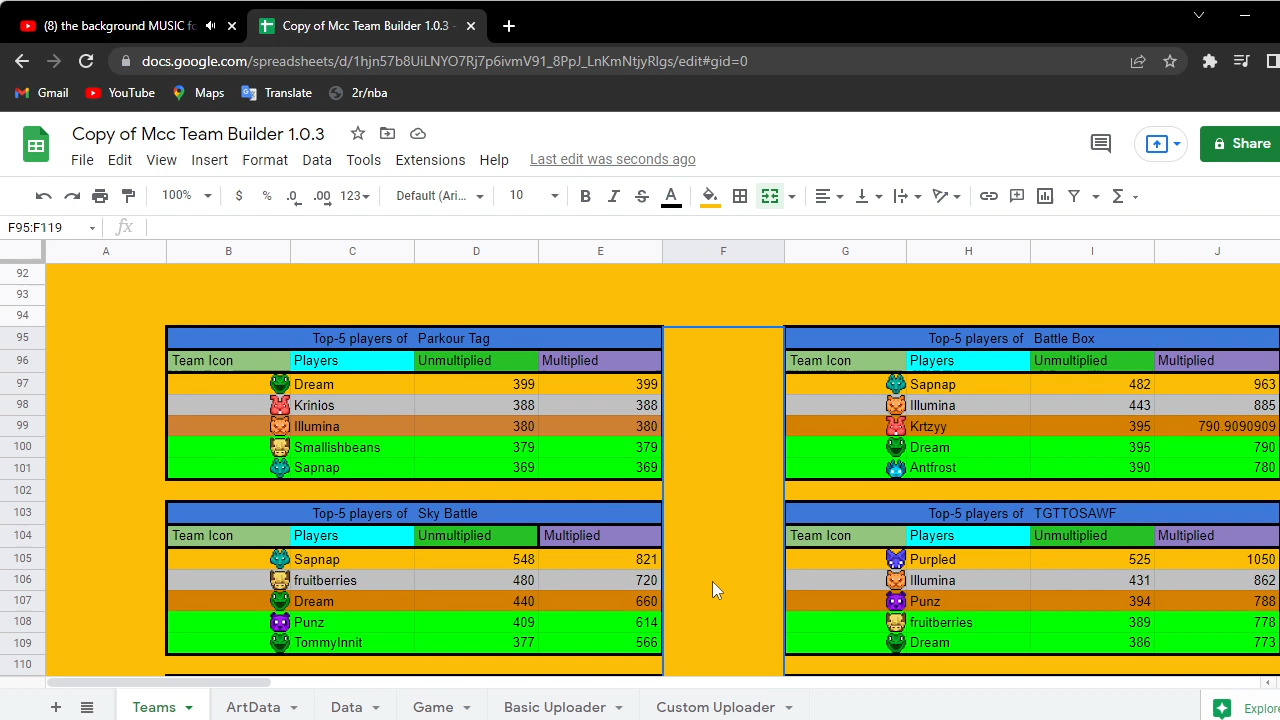 (8) the background MUSIC fo
Copy of Mcc Team Builder 1.0.3 -
docs.google.com/spreadsheets/d/1hjn57b8UiLNYO7Rj7p6ivmV91_8PpJ_LnKmNtjyRlgs/edit#gid=0
Gmail YouTube Maps Translate 2r/nba
Copy of Mcc Team Builder 1.0.3
File Edit View Insert Format Data Tools Extensions Help Last edit was seconds ago
Share
100% $ % .0 .00 123 Default (Ari... 10 B I S A
F95:F119 fx
A B C D E F G H I J
92
93
94
95 Top-5 players of Parkour Tag Top-5 players of Battle Box
96 Team Icon Players Unmultiplied Multiplied Team Icon Players Unmultiplied Multiplied
97 Dream 399 399 Sapnap 482 963
98 Krinios 388 388 Illumina 443 885
99 Illumina 380 380 Krtzyy 395 790.9090909
100 Smallishbeans 379 379 Dream 395 790
101 Sapnap 369 369 Antfrost 390 780
102
103 Top-5 players of Sky Battle Top-5 players of TGTTOSAWF
104 Team Icon Players Unmultiplied Multiplied Team Icon Players Unmultiplied Multiplied
105 Sapnap 548 821 Purpled 525 1050
106 fruitberries 480 720 Illumina 431 862
107 Dream 440 660 Punz 394 788
108 Punz 409 614 fruitberries 389 778
109 TommyInnit 377 566 Dream 386 773
110
Teams ArtData Data Game Basic Uploader Custom Uploader Explore